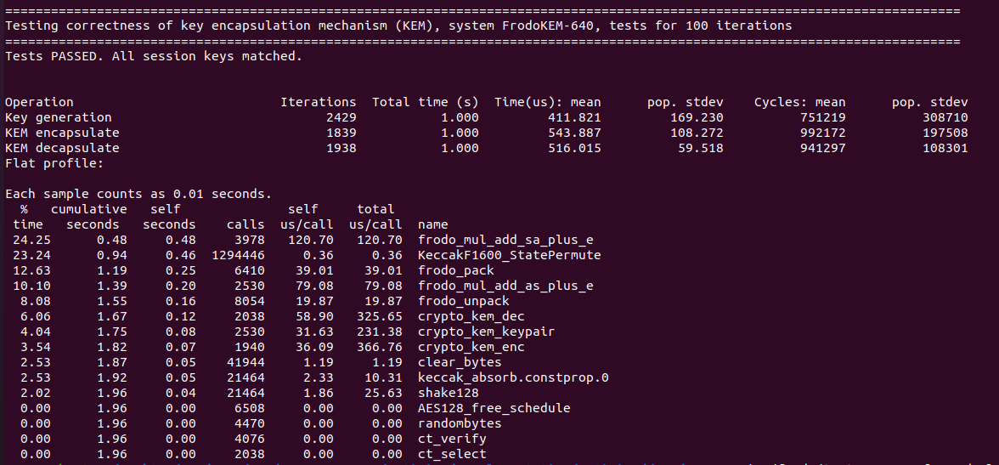 =============================================================================================================================
Testing correctness of key encapsulation mechanism (KEM), system FrodoKEM-640, tests for 100 iterations
=============================================================================================================================
Tests PASSED. All session keys matched.
Operation Iterations Total time (s) Time(us): mean pop. stdev Cycles: mean pop. stdev
Key generation 2429 1.000 411.821 169.230 751219 308710
KEM encapsulate 1839 1.000 543.887 108.272 992172 197508
KEM decapsulate 1938 1.000 516.015 59.518 941297 108301
Flat profile:
Each sample counts as 0.01 seconds.
% cumulative self self total
time seconds seconds calls us/call us/call name
24.25 0.48 0.48 3978 120.70 120.70 frodo_mul_add_sa_plus_e
23.24 0.94 0.46 1294446 0.36 0.36 KeccakF1600_StatePermute
12.63 1.19 0.25 6410 39.01 39.01 frodo_pack
10.10 1.39 0.20 2530 79.08 79.08 frodo_mul_add_as_plus_e
8.08 1.55 0.16 8054 19.87 19.87 frodo_unpack
6.06 1.67 0.12 2038 58.90 325.65 crypto_kem_dec
4.04 1.75 0.08 2530 31.63 231.38 crypto_kem_keypair
3.54 1.82 0.07 1940 36.09 366.76 crypto_kem_enc
2.53 1.87 0.05 41944 1.19 1.19 clear_bytes
2.53 1.92 0.05 21464 2.33 10.31 keccak_absorb.constprop.0
2.02 1.96 0.04 21464 1.86 25.63 shake128
0.00 1.96 0.00 6508 0.00 0.00 AES128_free_schedule
0.00 1.96 0.00 4470 0.00 0.00 randombytes
0.00 1.96 0.00 4076 0.00 0.00 ct_verify
0.00 1.96 0.00 2038 0.00 0.00 ct_select